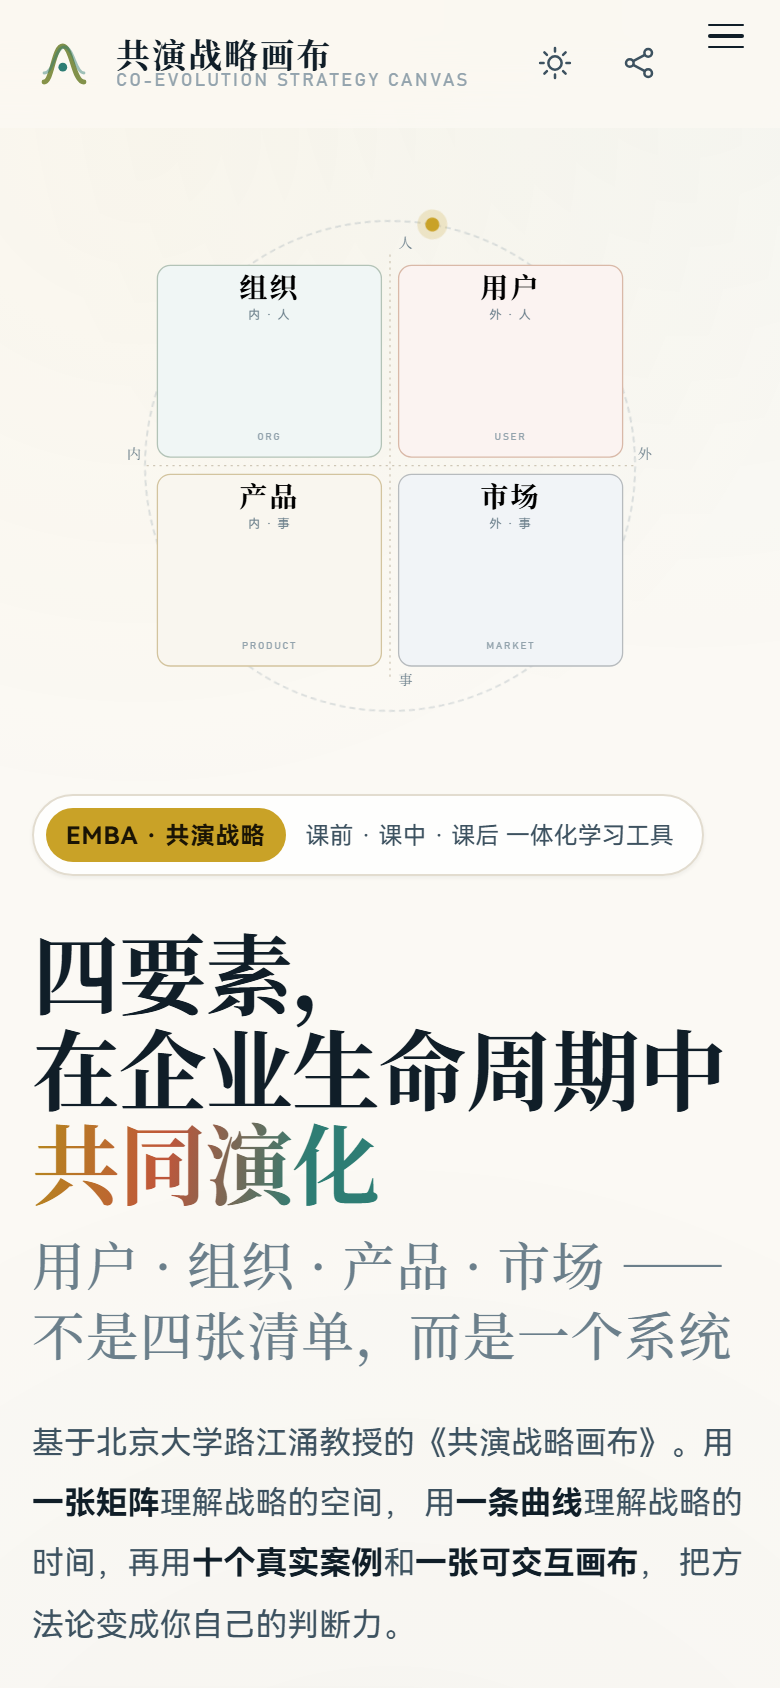 共演战略画布
CO-EVOLUTION STRATEGY CANVAS
人
组织
内 · 人
ORG
用户
外 · 人
USER
内
外
产品
内 · 事
PRODUCT
市场
外 · 事
MARKET
事
EMBA · 共演战略
课前 · 课中 · 课后 一体化学习工具
四要素，
在企业生命周期中
共同演化
用户 · 组织 · 产品 · 市场 ——
不是四张清单，而是一个系统
基于北京大学路江涌教授的《共演战略画布》。用
一张矩阵理解战略的空间， 用一条曲线理解战略的
时间，再用十个真实案例和一张可交互画布， 把方
法论变成你自己的判断力。